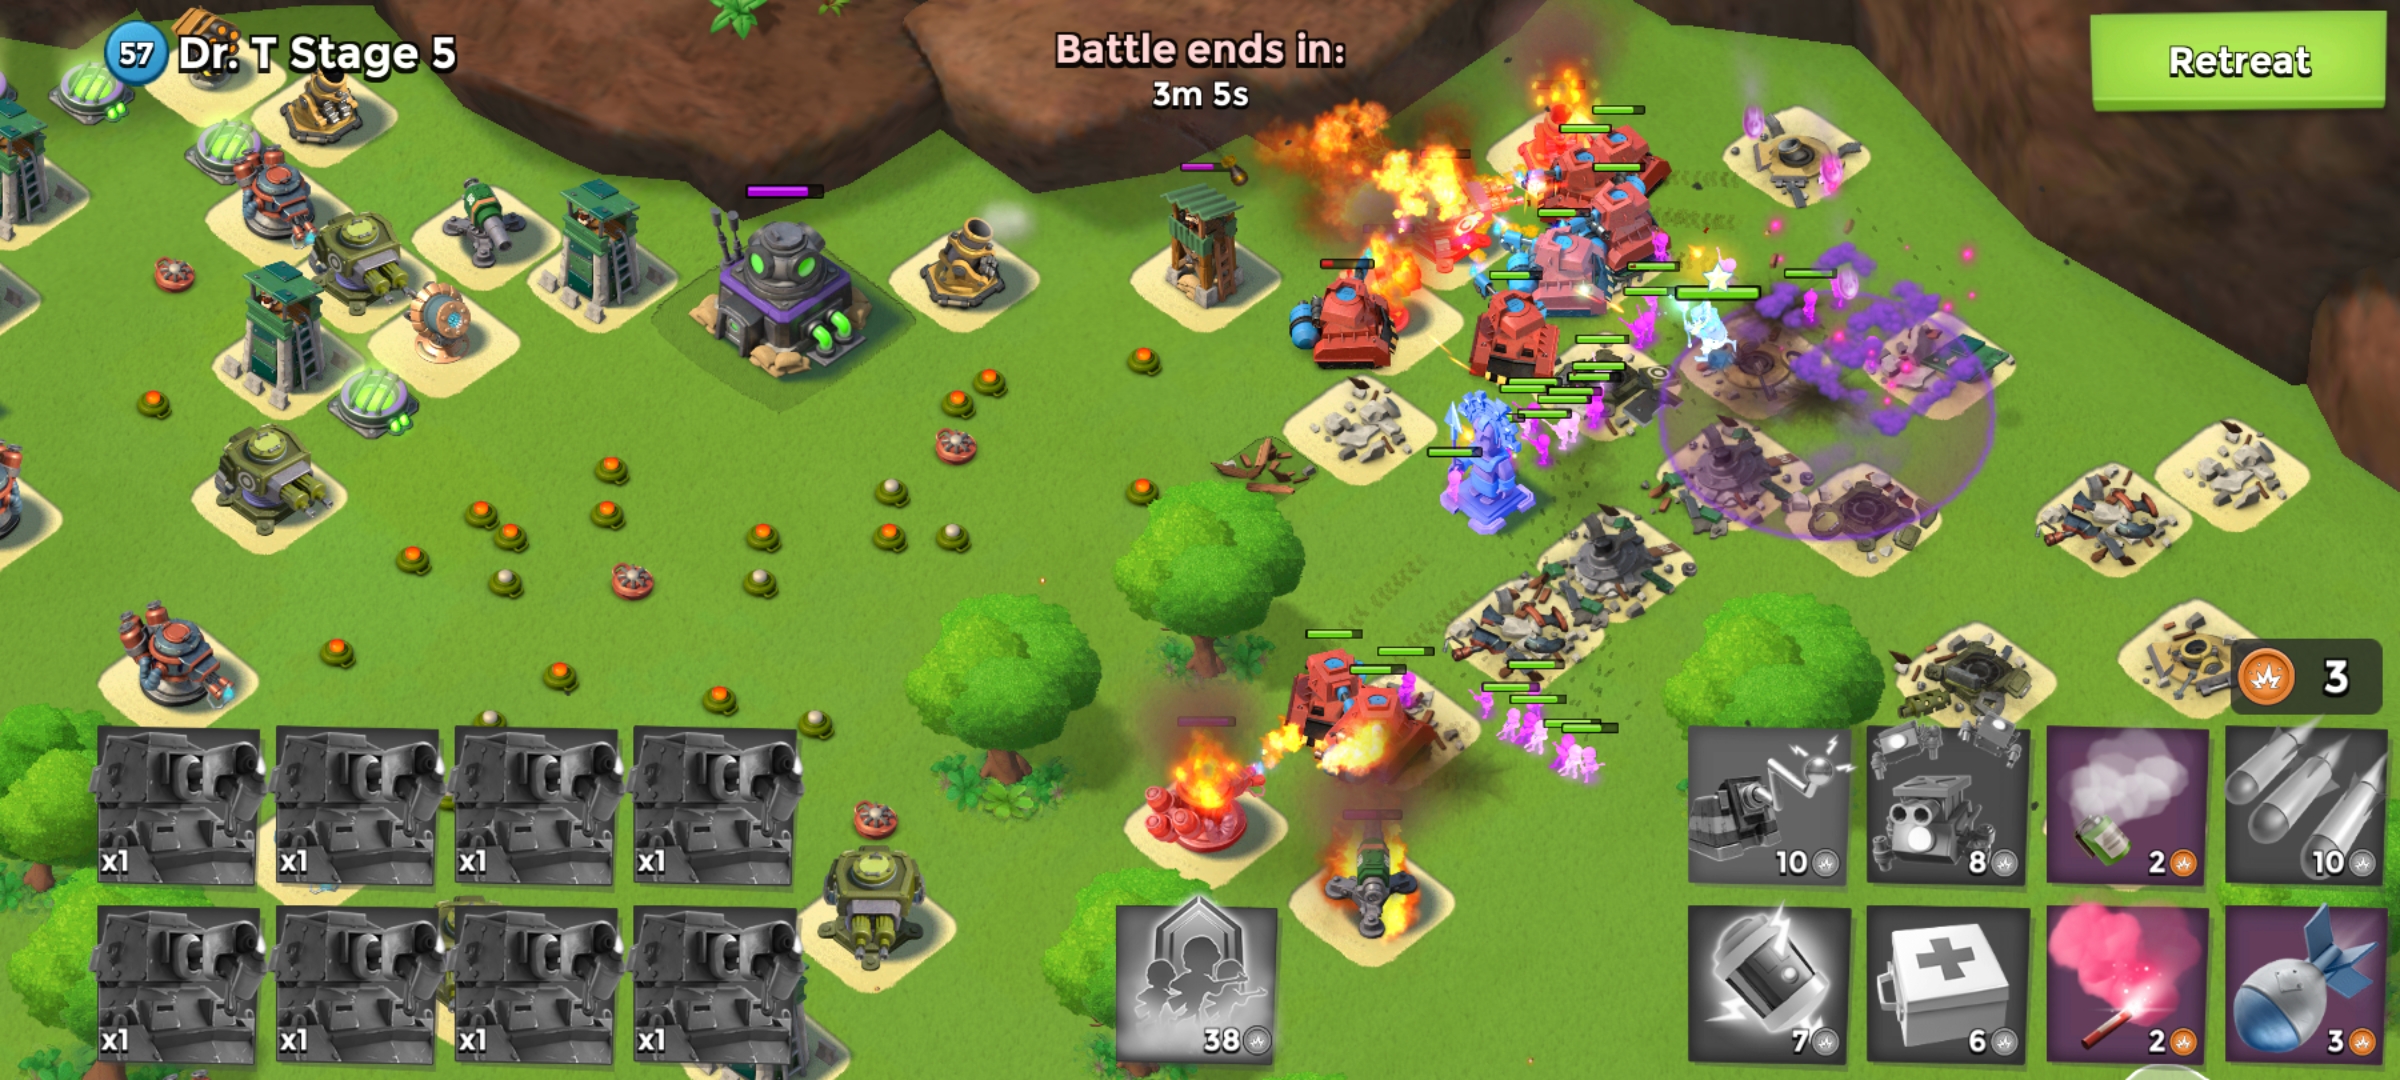 57 Dr. T Stage 5
Battle ends in:
3m 5s
Retreat
3
x1 x1 x1 x1
10 8 2 10
x1 x1 x1 x1
38
7 6 2 3